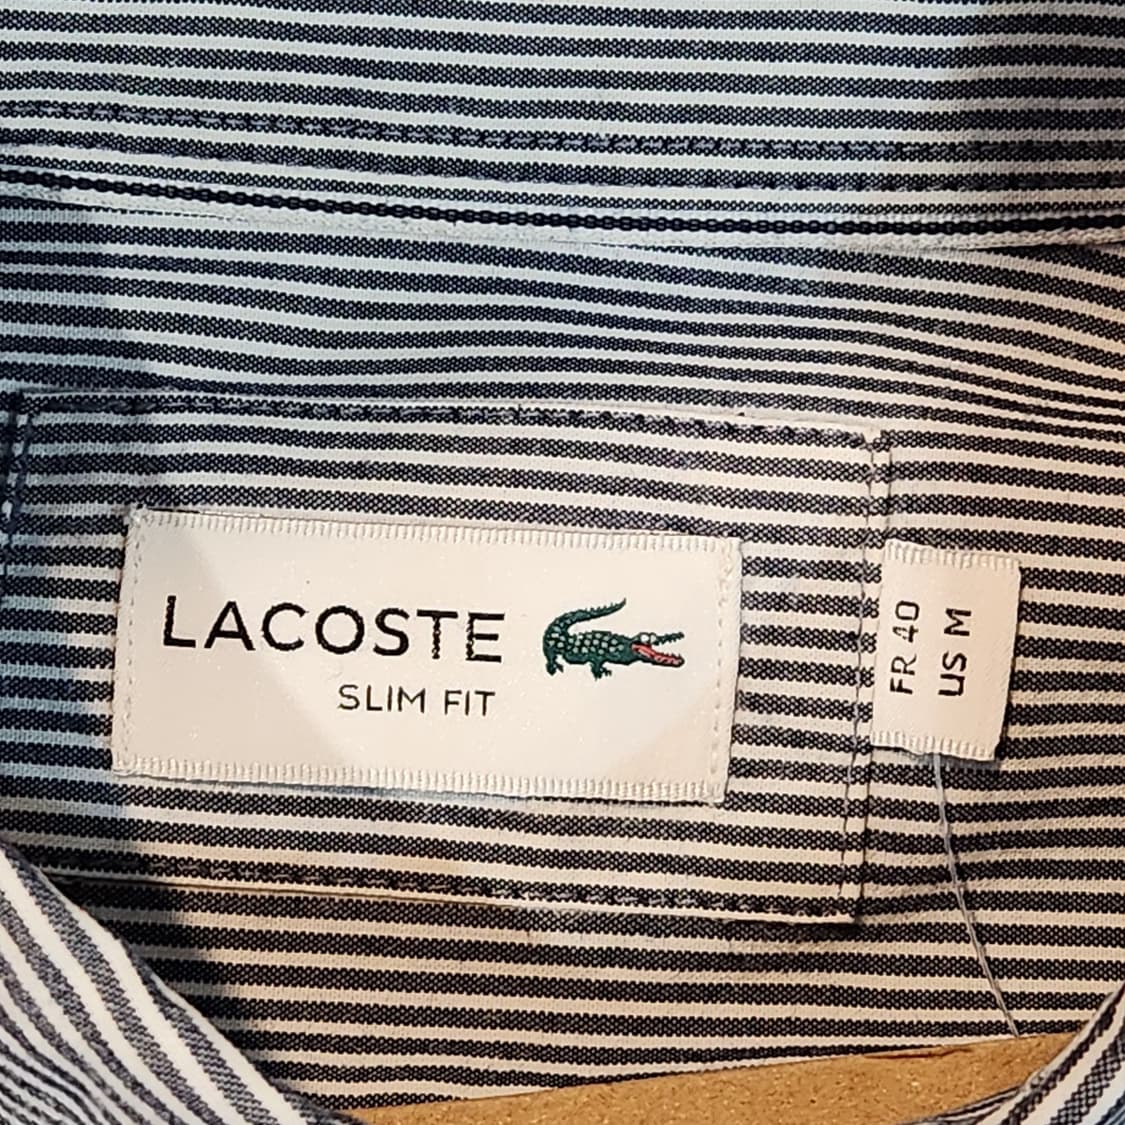 LACOSTE
SLIM FIT
FR 40
US M